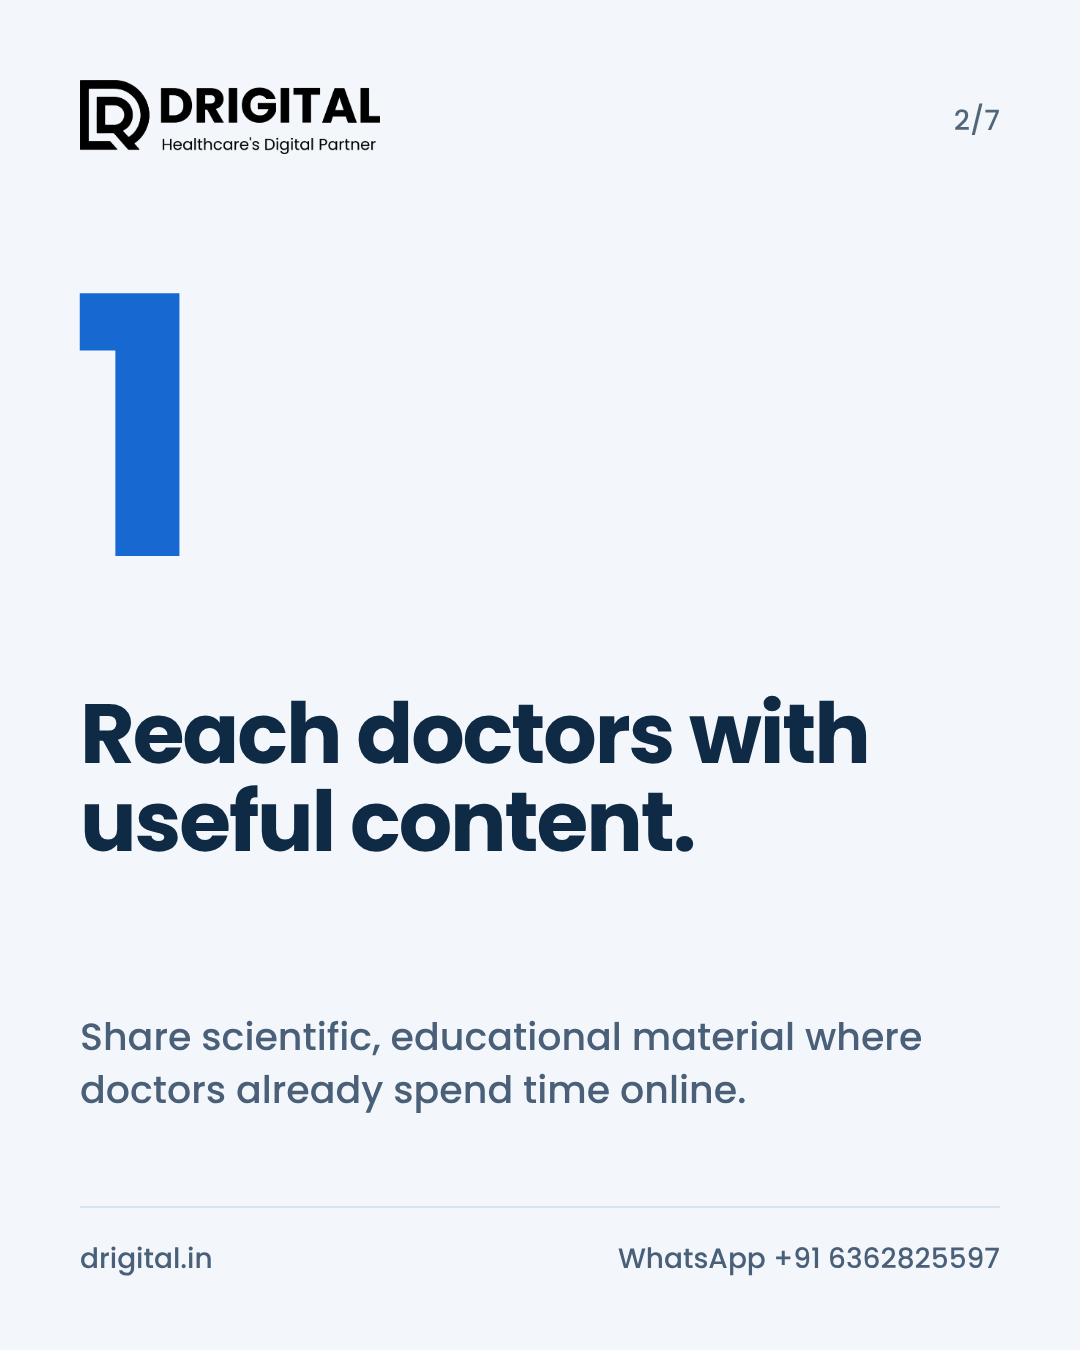 DRIGITAL
Healthcare's Digital Partner
2/7
1
Reach doctors with
useful content.
Share scientific, educational material where
doctors already spend time online.
drigital.in
WhatsApp +91 6362825597